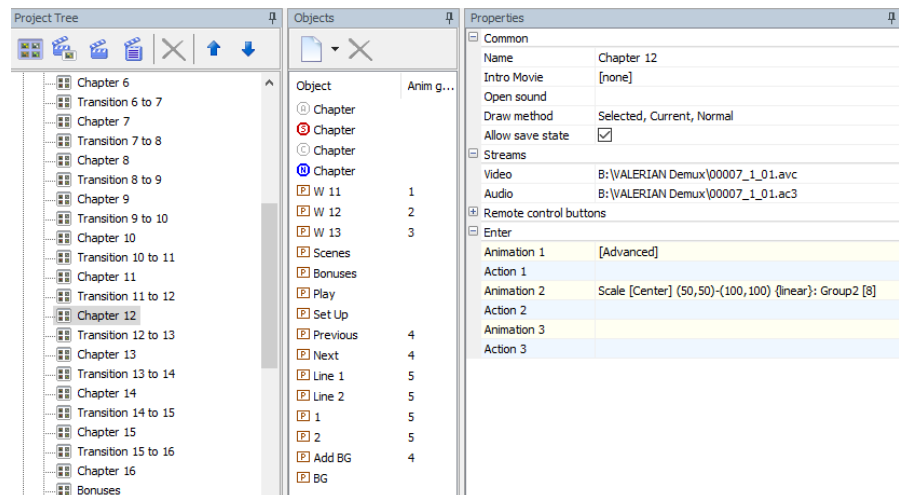 Project Tree
Chapter 6
Transition 6 to 7
Chapter 7
Transition 7 to 8
Chapter 8
Transition 8 to 9
Chapter 9
Transition 9 to 10
Chapter 10
Transition 10 to 11
Chapter 11
Transition 11 to 12
Chapter 12
Transition 12 to 13
Chapter 13
Transition 13 to 14
Chapter 14
Transition 14 to 15
Chapter 15
Transition 15 to 16
Chapter 16
Bonuses
Objects
Object Anim g...
A Chapter
S Chapter
C Chapter
N Chapter
P W 11 1
P W 12 2
P W 13 3
P Scenes
P Bonuses
P Play
P Set Up
P Previous 4
P Next 4
P Line 1 5
P Line 2 5
P 1 5
P 2 5
P Add BG 4
P BG
Properties
Common
Name Chapter 12
Intro Movie [none]
Open sound
Draw method Selected, Current, Normal
Allow save state
Streams
Video B:\VALERIAN Demux\00007_1_01.avc
Audio B:\VALERIAN Demux\00007_1_01.ac3
Remote control buttons
Enter
Animation 1 [Advanced]
Action 1
Animation 2 Scale [Center] (50,50)-(100,100) {linear}: Group2 [8]
Action 2
Animation 3
Action 3